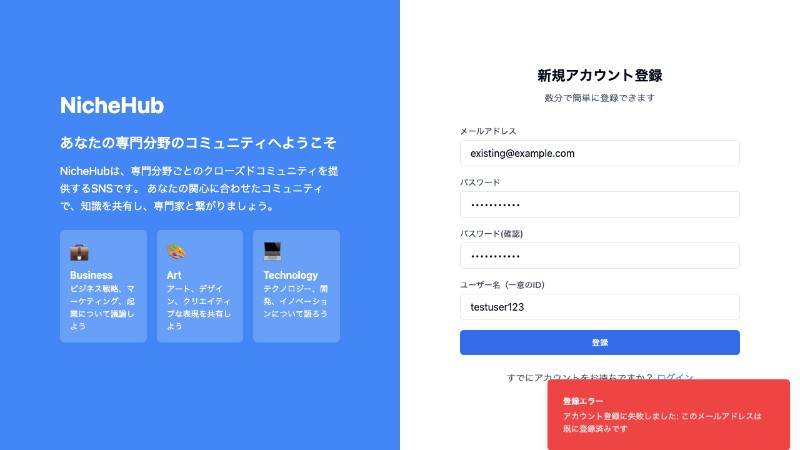 NicheHub
あなたの専門分野のコミュニティへようこそ
NicheHubは、専門分野ごとのクローズドコミュニティを提
供するSNSです。 あなたの関心に合わせたコミュニティ
で、知識を共有し、専門家と繋がりましょう。
Business
ビジネス戦略、マ
ーケティング、起
業について議論し
よう
Art
アート、デザイ
ン、クリエイティ
ブな表現を共有し
よう
Technology
テクノロジー、開
発、イノベーショ
ンについて語ろう
新規アカウント登録
数分で簡単に登録できます
メールアドレス
existing@example.com
パスワード
•••••••••••
パスワード(確認)
•••••••••••
ユーザー名（一意のID）
testuser123
登録
すでにアカウントをお持ちですか？ ログイン
登録エラー
アカウント登録に失敗しました: このメールアドレスは
既に登録済みです